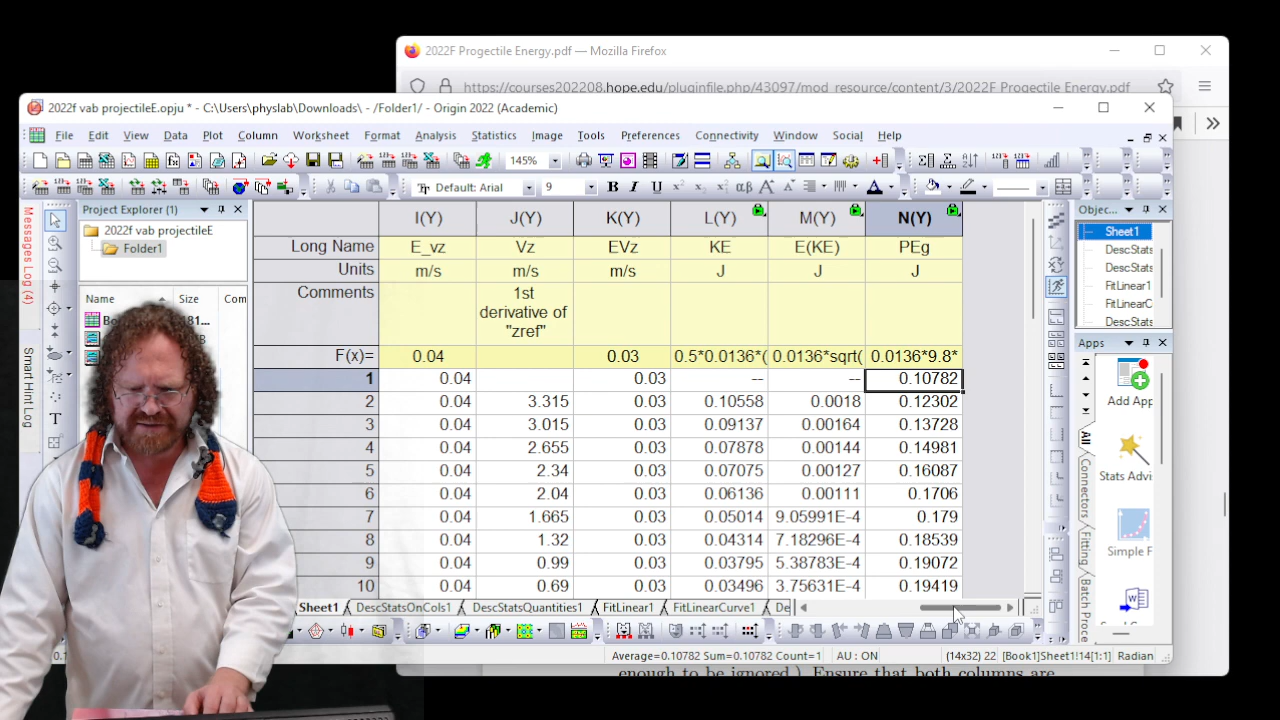 2022F Progectile Energy.pdf — Mozilla Firefox
https://courses202208.hope.edu/pluginfile.php/43097/mod_resource/content/3/2022F Progectile Energy.pdf
2022f vab projectileE.opju * - C:\Users\physlab\Downloads\ - /Folder1/ - Origin 2022 (Academic)
File Edit View Data Plot Column Worksheet Format Analysis Statistics Image Tools Preferences Connectivity Window Social Help
145%
Default: Arial 9 B I U
Messages Log (4)
Smart Hint Log
Project Explorer (1)
2022f vab projectileE
Folder1
Name Size Com
I(Y) J(Y) K(Y) L(Y) M(Y) N(Y)
Long Name E_vz Vz EVz KE E(KE) PEg
Units m/s m/s m/s J J J
Comments 1st
derivative of
"zref"
F(x)= 0.04 0.03 0.5*0.0136*( 0.0136*sqrt( 0.0136*9.8*
1 0.04 0.03 -- -- 0.10782
2 0.04 3.315 0.03 0.10558 0.0018 0.12302
3 0.04 3.015 0.03 0.09137 0.00164 0.13728
4 0.04 2.655 0.03 0.07878 0.00144 0.14981
5 0.04 2.34 0.03 0.07075 0.00127 0.16087
6 0.04 2.04 0.03 0.06136 0.00111 0.1706
7 0.04 1.665 0.03 0.05014 9.05991E-4 0.179
8 0.04 1.32 0.03 0.04314 7.18296E-4 0.18539
9 0.04 0.99 0.03 0.03795 5.38783E-4 0.19072
10 0.04 0.69 0.03 0.03496 3.75631E-4 0.19419
Sheet1 DescStatsOnCols1 DescStatsQuantities1 FitLinear1 FitLinearCurve1 De
Objec...
Sheet1
DescStats
DescStats
FitLinear1
FitLinearC
DescStats
Apps
Add App
Stats Advi
Simple F
All
Connectors
Fitting
Batch Proce
Average=0.10782 Sum=0.10782 Count=1 AU : ON (14x32) 22 [Book1]Sheet1!14[1:1] Radian
enough to be ignored.) Ensure that both columns are